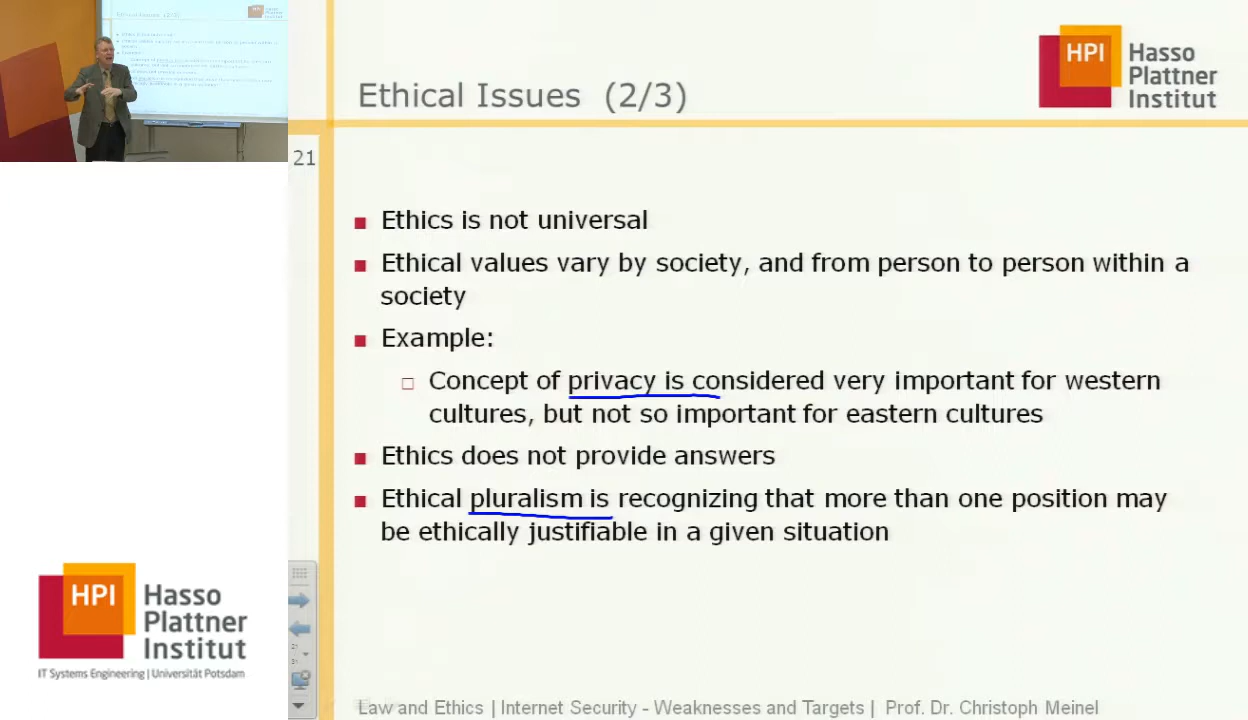 Ethical Issues (2/3)
HPI Hasso
Plattner
Institut
21
Ethics is not universal
Ethical values vary by society, and from person to person within a
society
Example:
Concept of privacy is considered very important for western
cultures, but not so important for eastern cultures
Ethics does not provide answers
Ethical pluralism is recognizing that more than one position may
be ethically justifiable in a given situation
HPI Hasso
Plattner
Institut
IT Systems Engineering | Universität Potsdam
Law and Ethics | Internet Security - Weaknesses and Targets | Prof. Dr. Christoph Meinel